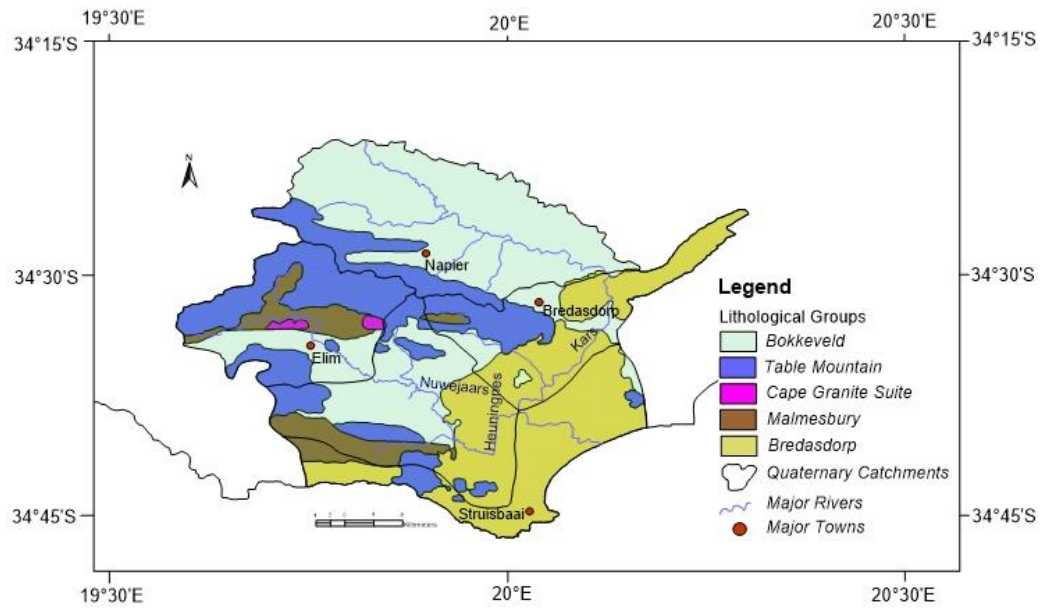 19°30'E 20°E 20°30'E
34°15'S 34°15'S
N
Napier
34°30'S 34°30'S
Legend
Bredasdorp
Lithological Groups
Kars
Bokkeveld
Elim
Table Mountain
Nuwejaars
Cape Granite Suite
Heuningnes
Malmesbury
Bredasdorp
Quaternary Catchments
Major Rivers
34°45'S Struisbaai 34°45'S
Major Towns
Kilometers
19°30'E 20°E 20°30'E